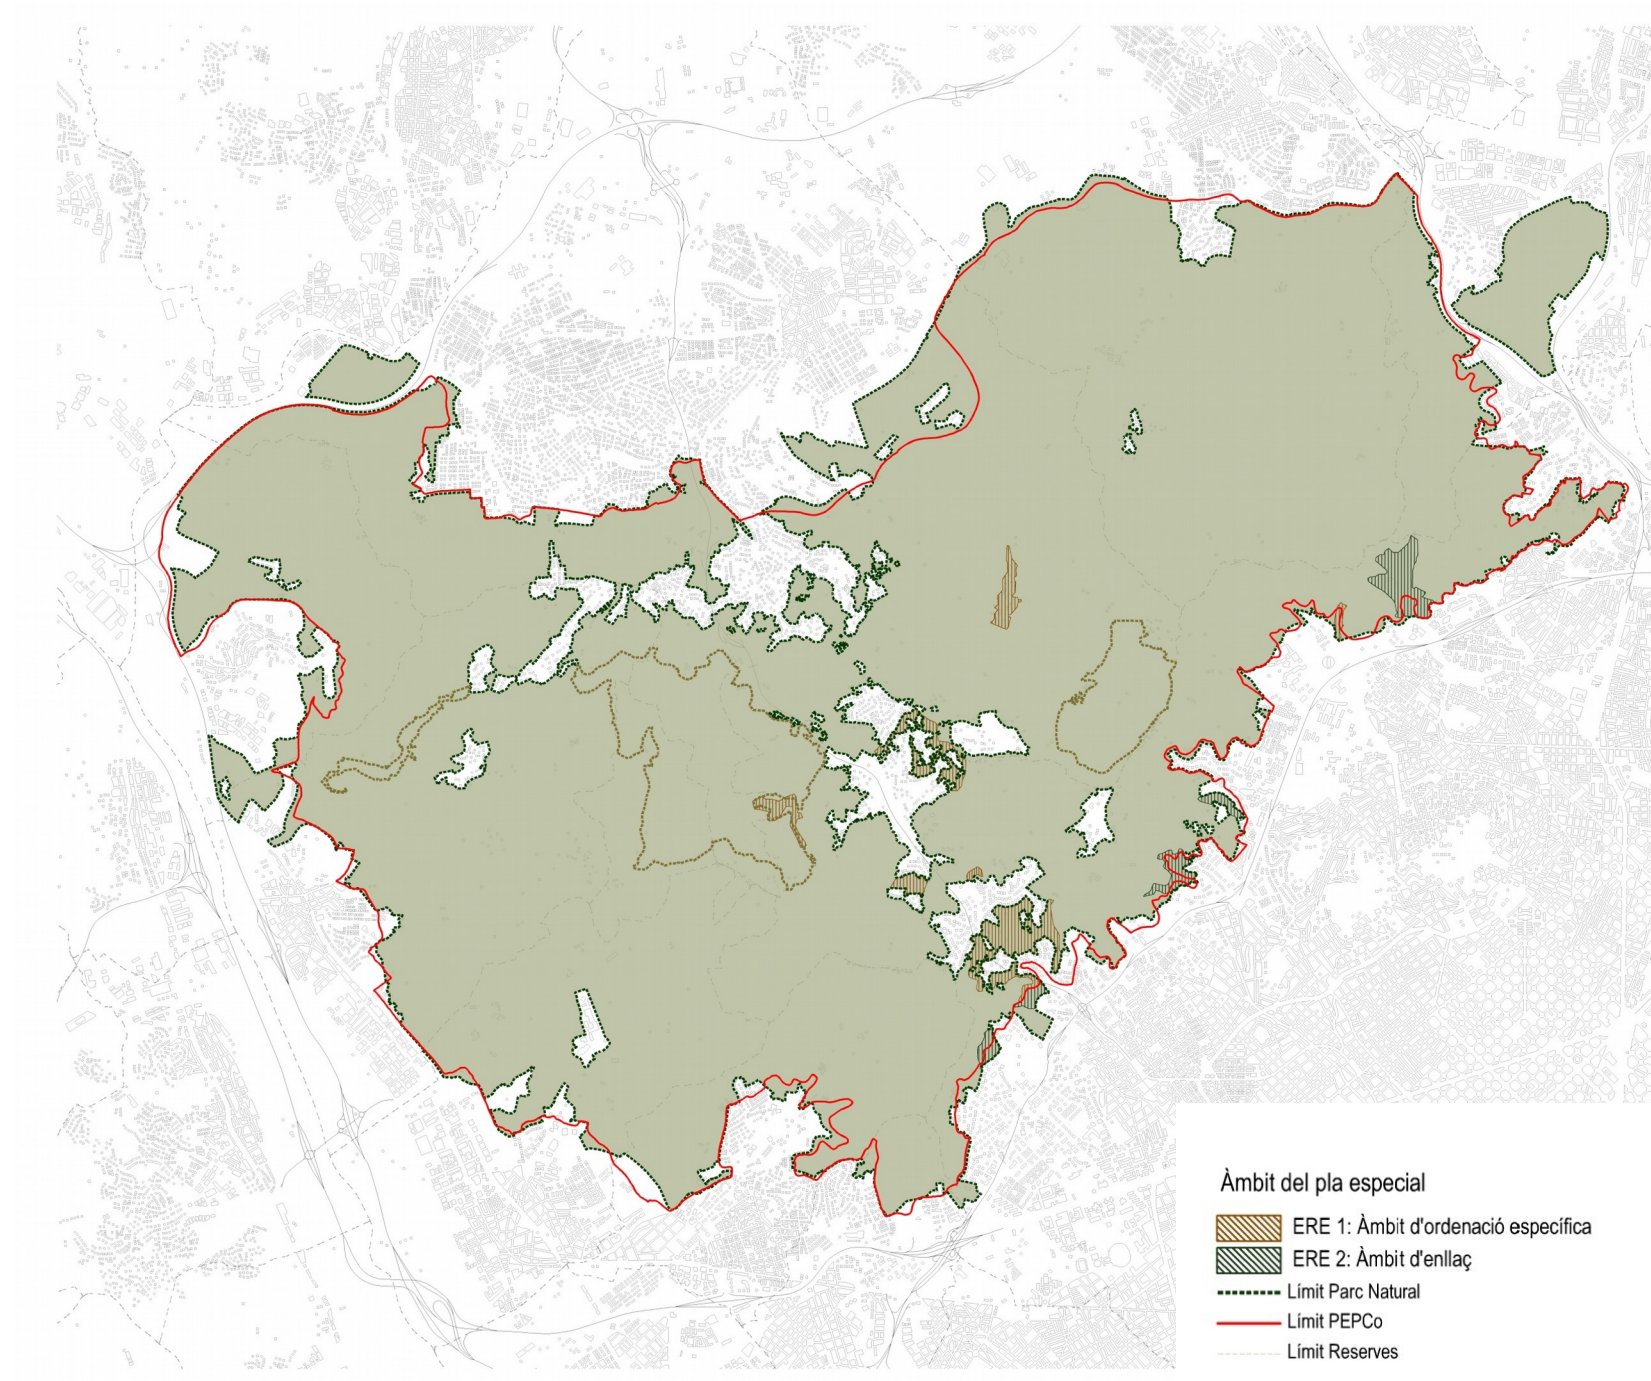 Àmbit del pla especial
ERE 1: Àmbit d'ordenació específica
ERE 2: Àmbit d'enllaç
Límit Parc Natural
Límit PEPCo
Límit Reserves